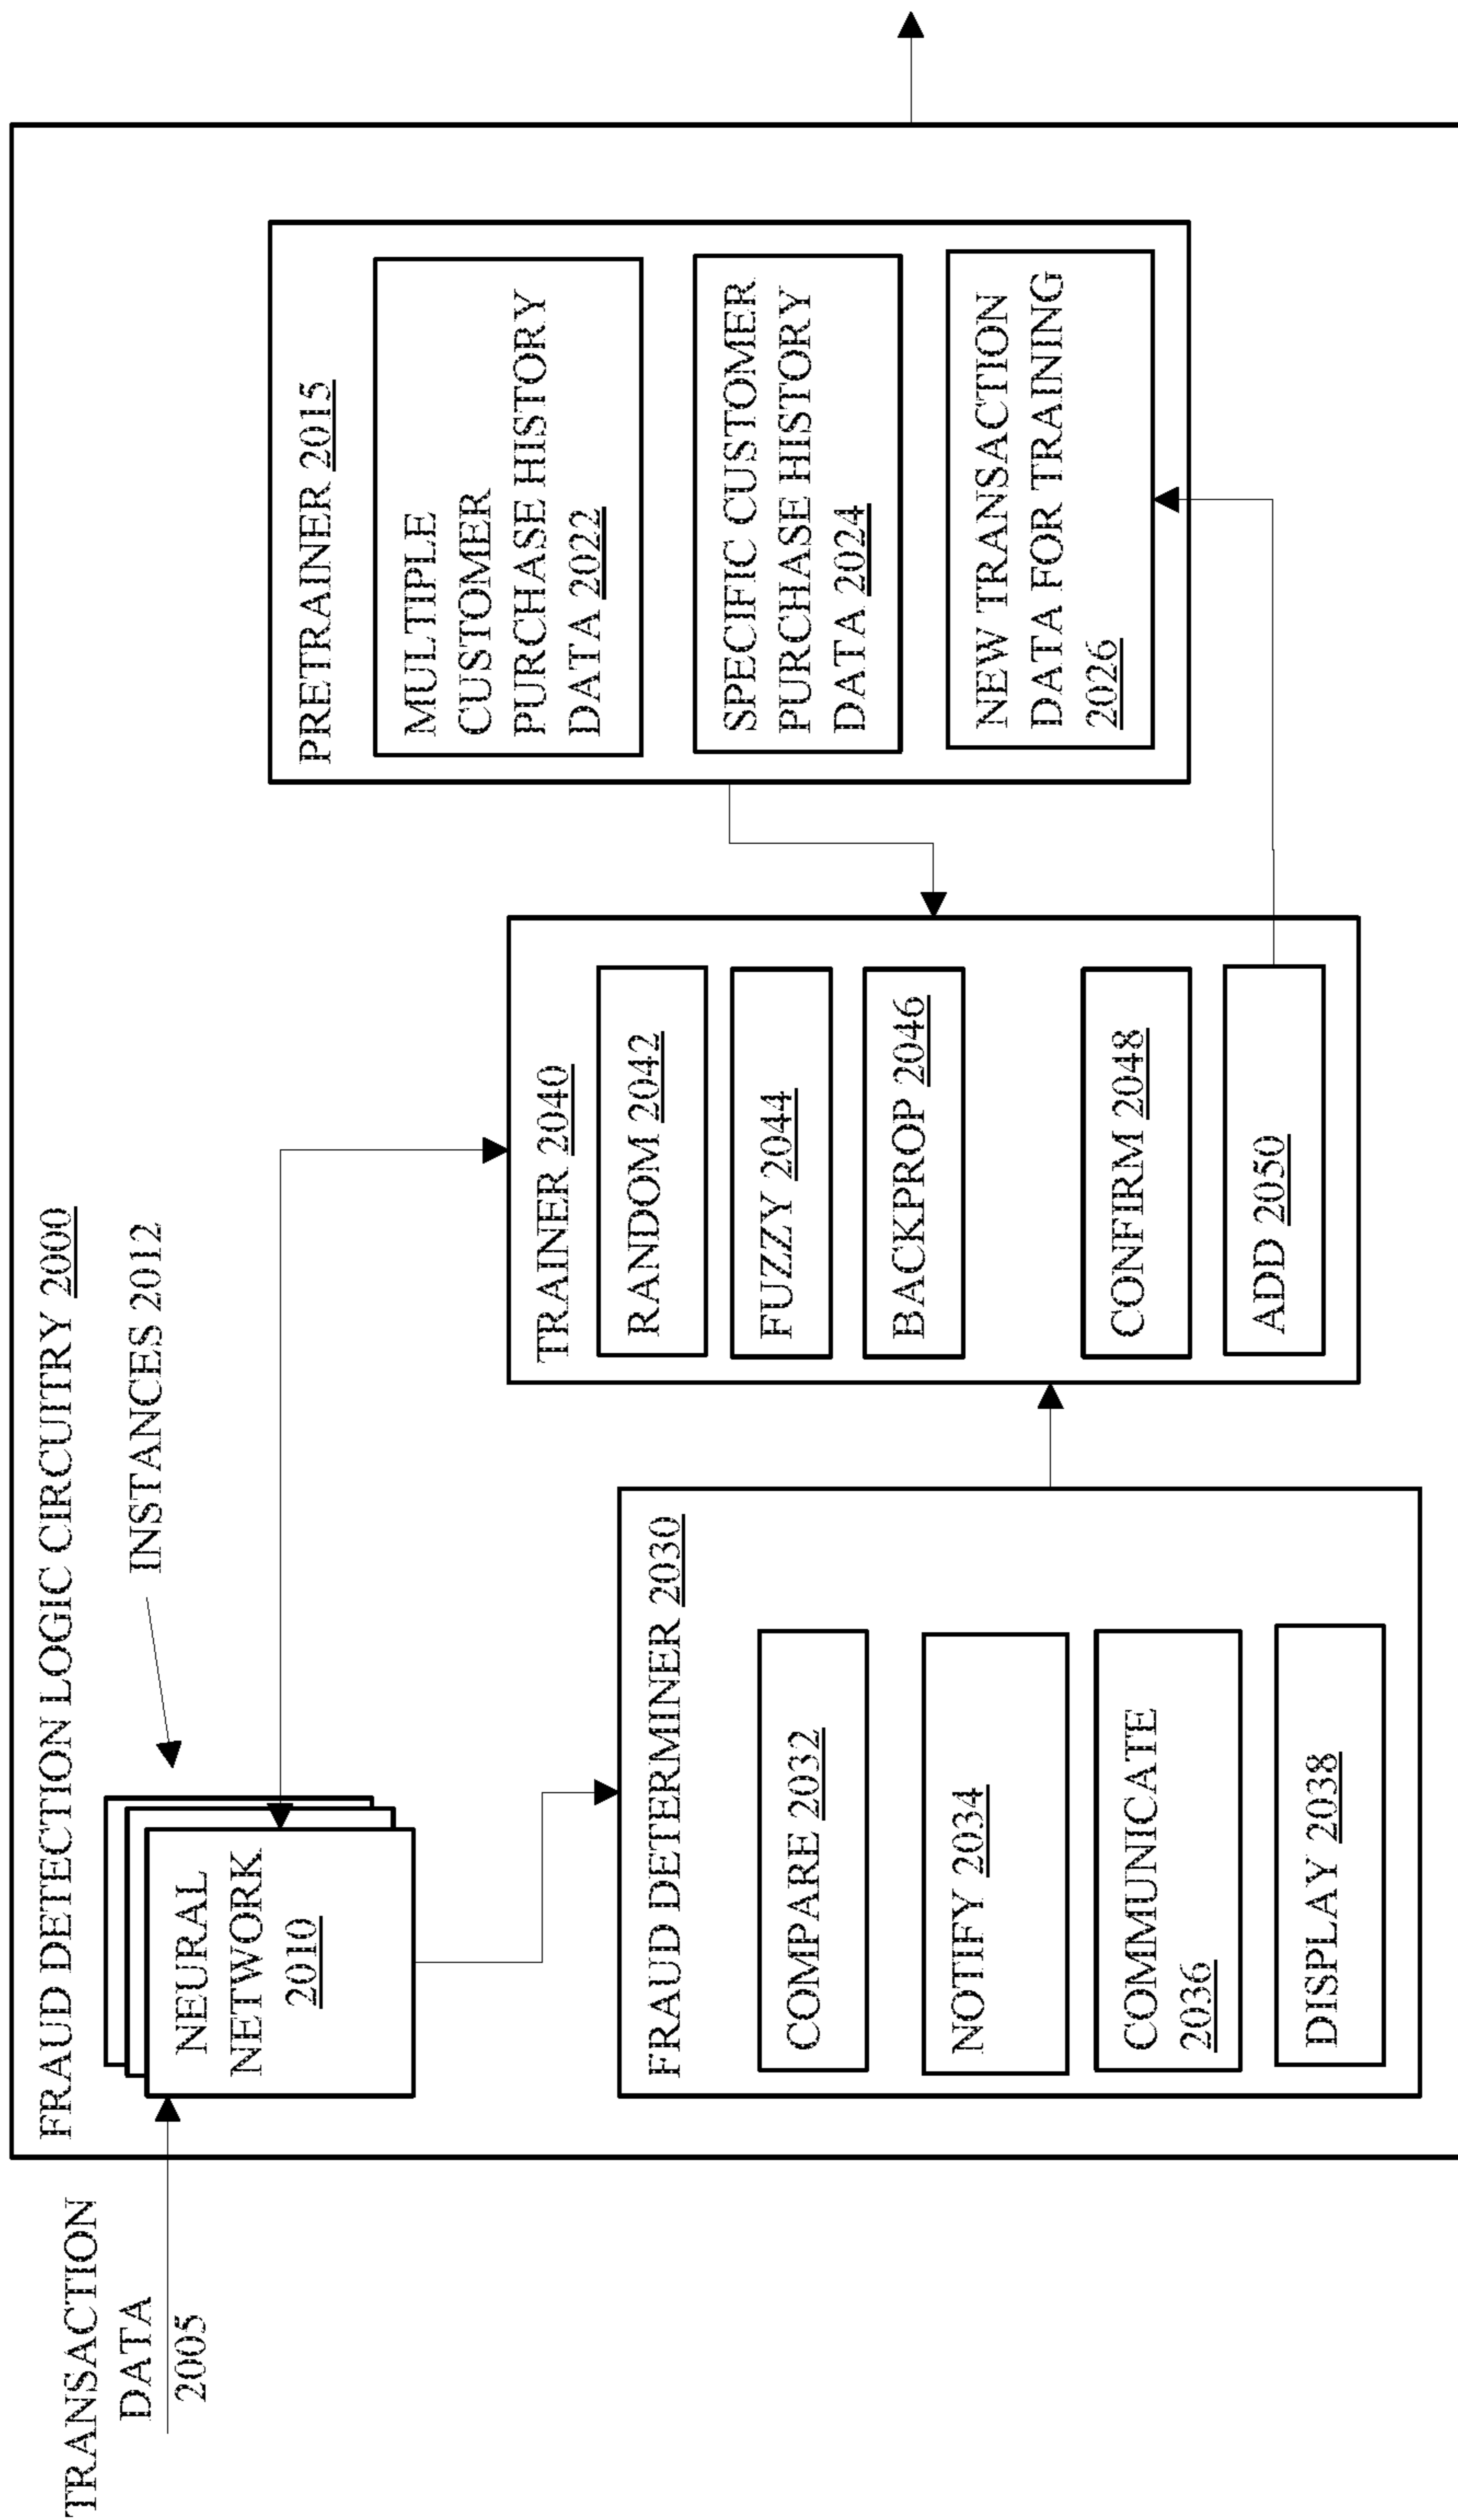 TRANSACTION
DATA
2005
FRAUD DETECTION LOGIC CIRCUITRY 2000
INSTANCES 2012
NEURAL
NETWORK
2010
FRAUD DETERMINER 2030
COMPARE 2032
NOTIFY 2034
COMMUNICATE
2036
DISPLAY 2038
TRAINER 2040
RANDOM 2042
FUZZY 2044
BACKPROP 2046
CONFIRM 2048
ADD 2050
PRETRAINER 2015
MULTIPLE
CUSTOMER
PURCHASE HISTORY
DATA 2022
SPECIFIC CUSTOMER
PURCHASE HISTORY
DATA 2024
NEW TRANSACTION
DATA FOR TRAINING
2026